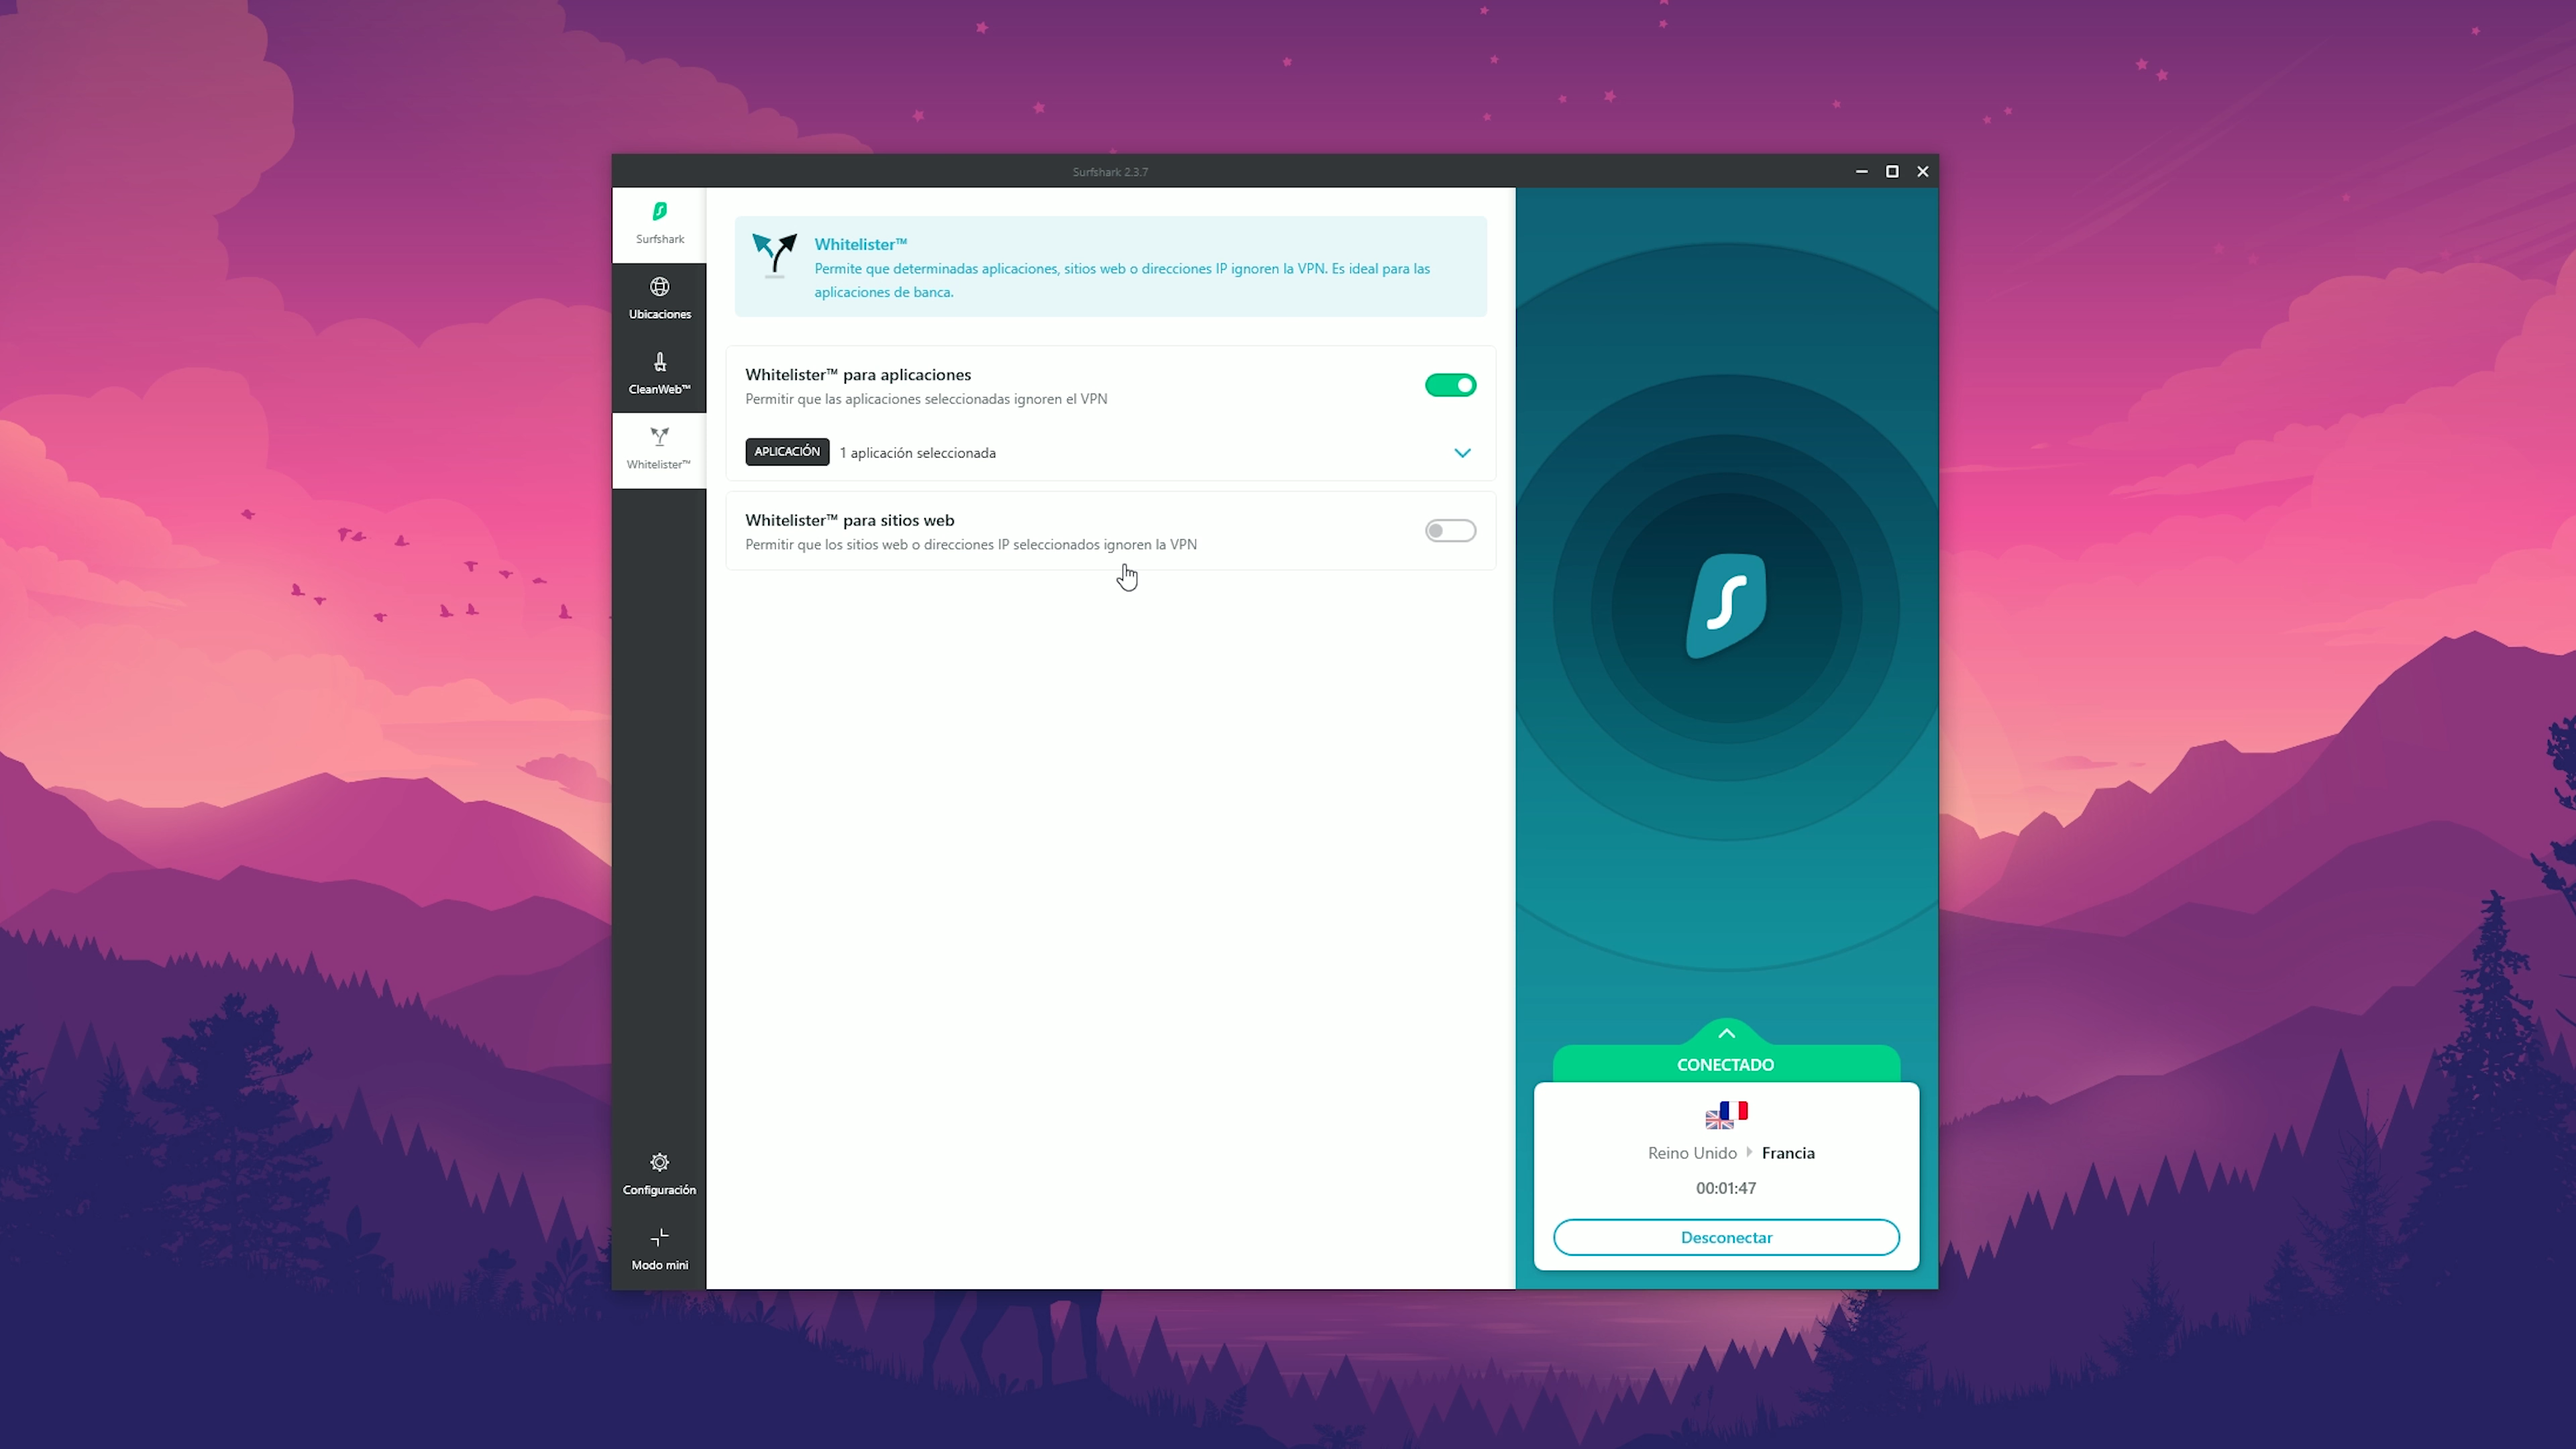 Surfshark 2.3.7
Surfshark
Ubicaciones
CleanWeb™
Whitelister™
Configuración
Modo mini
Whitelister™
Permite que determinadas aplicaciones, sitios web o direcciones IP ignoren la VPN. Es ideal para las
aplicaciones de banca.
Whitelister™ para aplicaciones
Permitir que las aplicaciones seleccionadas ignoren el VPN
APLICACIÓN 1 aplicación seleccionada
Whitelister™ para sitios web
Permitir que los sitios web o direcciones IP seleccionados ignoren la VPN
CONECTADO
Reino Unido Francia
00:01:47
Desconectar